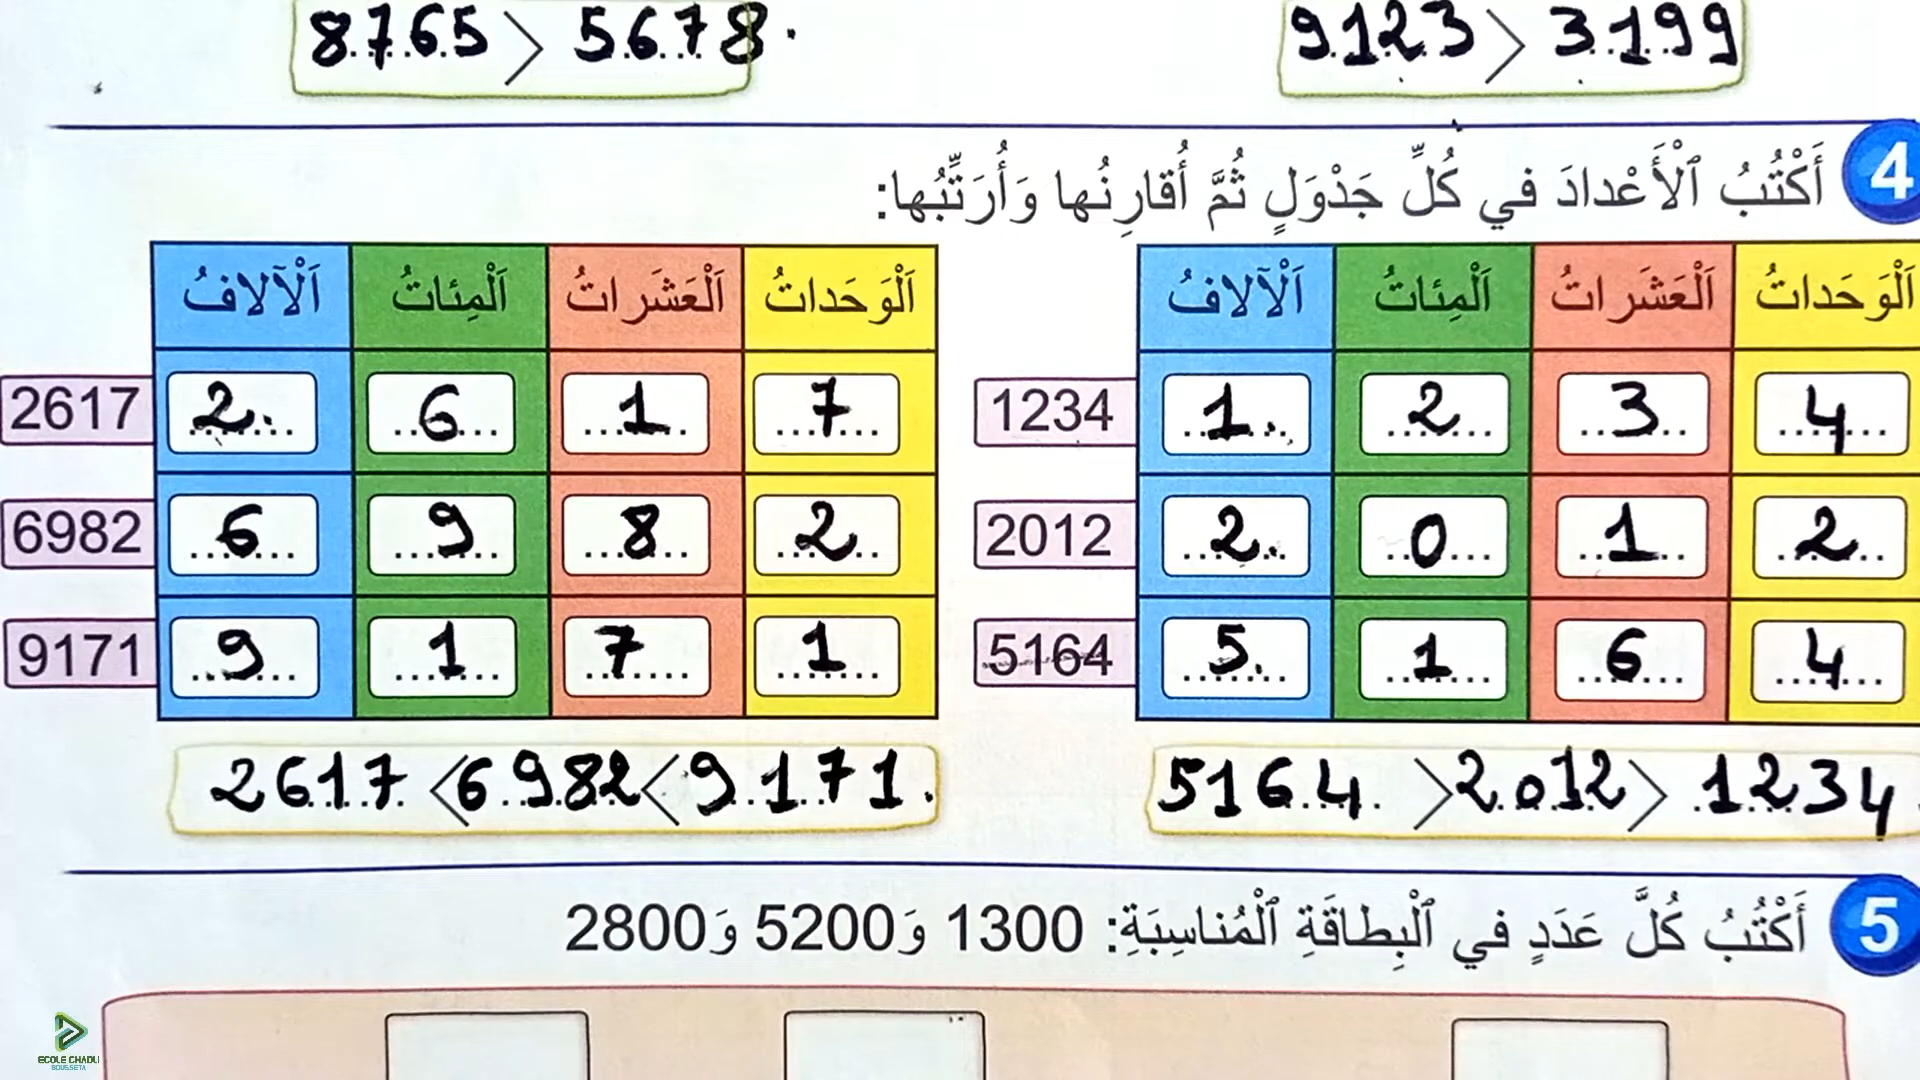 8765 > 5678.
9123 > 3199
4 أَكْتُبُ ٱلْأَعْدادَ في كُلِّ جَدْوَلٍ ثُمَّ أُقارِنُها وَأُرَتِّبُها:
اَلْآلافُ اَلْمِئاتُ اَلْعَشَراتُ اَلْوَحَداتُ
2617 2 6 1 7
6982 6 9 8 2
9171 9 1 7 1
2617 < 6982 < 9171.
اَلْآلافُ اَلْمِئاتُ اَلْعَشَراتُ اَلْوَحَداتُ
1234 1 2 3 4
2012 2 0 1 2
5164 5 1 6 4
5164 > 2012 > 1234
5 أَكْتُبُ كُلَّ عَدَدٍ في ٱلْبِطاقَةِ ٱلْمُناسِبَةِ: 1300 وَ5200 وَ2800
ECOLE CHADLI
BOUSSETA